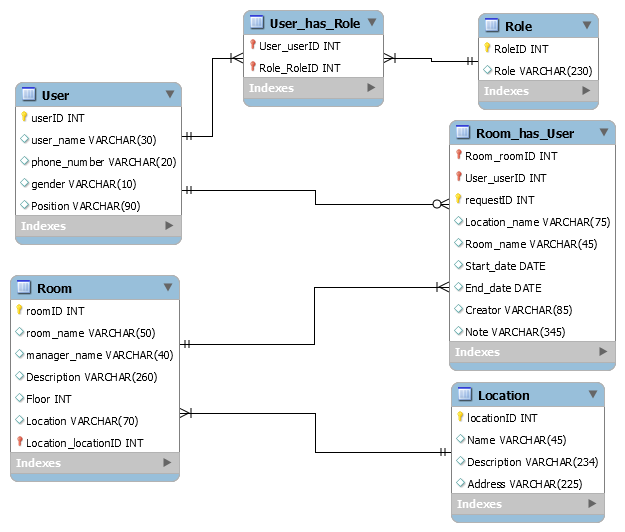 User_has_Role
User_userID INT
Role_RoleID INT
Indexes
Role
RoleID INT
Role VARCHAR(230)
Indexes
User
userID INT
user_name VARCHAR(30)
phone_number VARCHAR(20)
gender VARCHAR(10)
Position VARCHAR(90)
Indexes
Room_has_User
Room_roomID INT
User_userID INT
requestID INT
Location_name VARCHAR(75)
Room_name VARCHAR(45)
Start_date DATE
End_date DATE
Creator VARCHAR(85)
Note VARCHAR(345)
Indexes
Room
roomID INT
room_name VARCHAR(50)
manager_name VARCHAR(40)
Description VARCHAR(260)
Floor INT
Location VARCHAR(70)
Location_locationID INT
Indexes
Location
locationID INT
Name VARCHAR(45)
Description VARCHAR(234)
Address VARCHAR(225)
Indexes